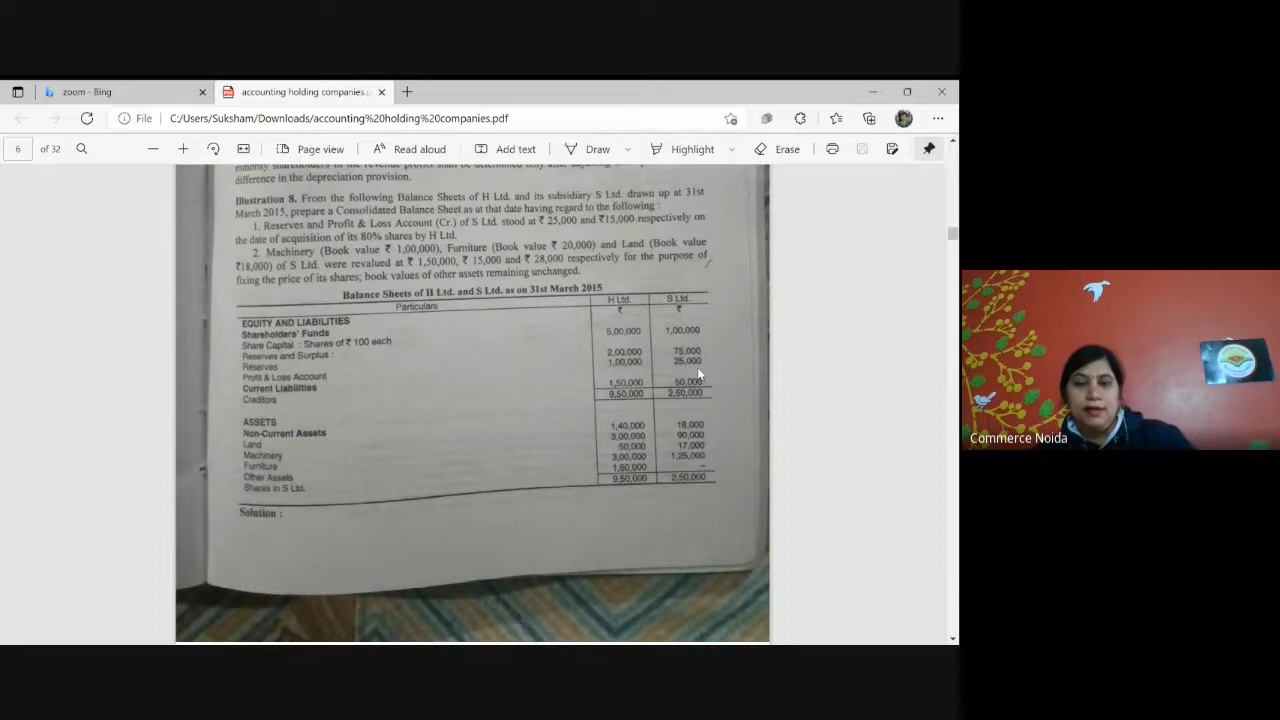 zoom - Bing
accounting holding companies.
File C:/Users/Suksham/Downloads/accounting%20holding%20companies.pdf
6 of 32 Page view Read aloud Add text Draw Highlight Erase
minority shareholders in the revenue profits shall be determined only after
difference in the depreciation provision.
Illustration 8. From the following Balance Sheets of H Ltd. and its subsidiary S Ltd. drawn up at 31st
March 2015, prepare a Consolidated Balance Sheet as at that date having regard to the following :
1. Reserves and Profit & Loss Account (Cr.) of S Ltd. stood at ₹ 25,000 and ₹15,000 respectively on
the date of acquisition of its 80% shares by H Ltd.
2. Machinery (Book value ₹ 1,00,000), Furniture (Book value ₹ 20,000) and Land (Book value
₹18,000) of S Ltd. were revalued at ₹ 1,50,000, ₹ 15,000 and ₹ 28,000 respectively for the purpose of
fixing the price of its shares; book values of other assets remaining unchanged.
Balance Sheets of H Ltd. and S Ltd. as on 31st March 2015
Particulars H Ltd. S Ltd.
₹ ₹
EQUITY AND LIABILITIES
Shareholders' Funds
Share Capital : Shares of ₹ 100 each 5,00,000 1,00,000
Reserves and Surplus :
Reserves 2,00,000 75,000
Profit & Loss Account 1,00,000 25,000
Current Liabilities
Creditors 1,50,000 50,000
9,50,000 2,50,000
ASSETS
Non-Current Assets
Land 1,40,000 18,000
Machinery 3,00,000 90,000
Furniture 50,000 17,000
Other Assets 3,00,000 1,25,000
Shares in S Ltd. 1,60,000 –
9,50,000 2,50,000
Solution :
Commerce Noida